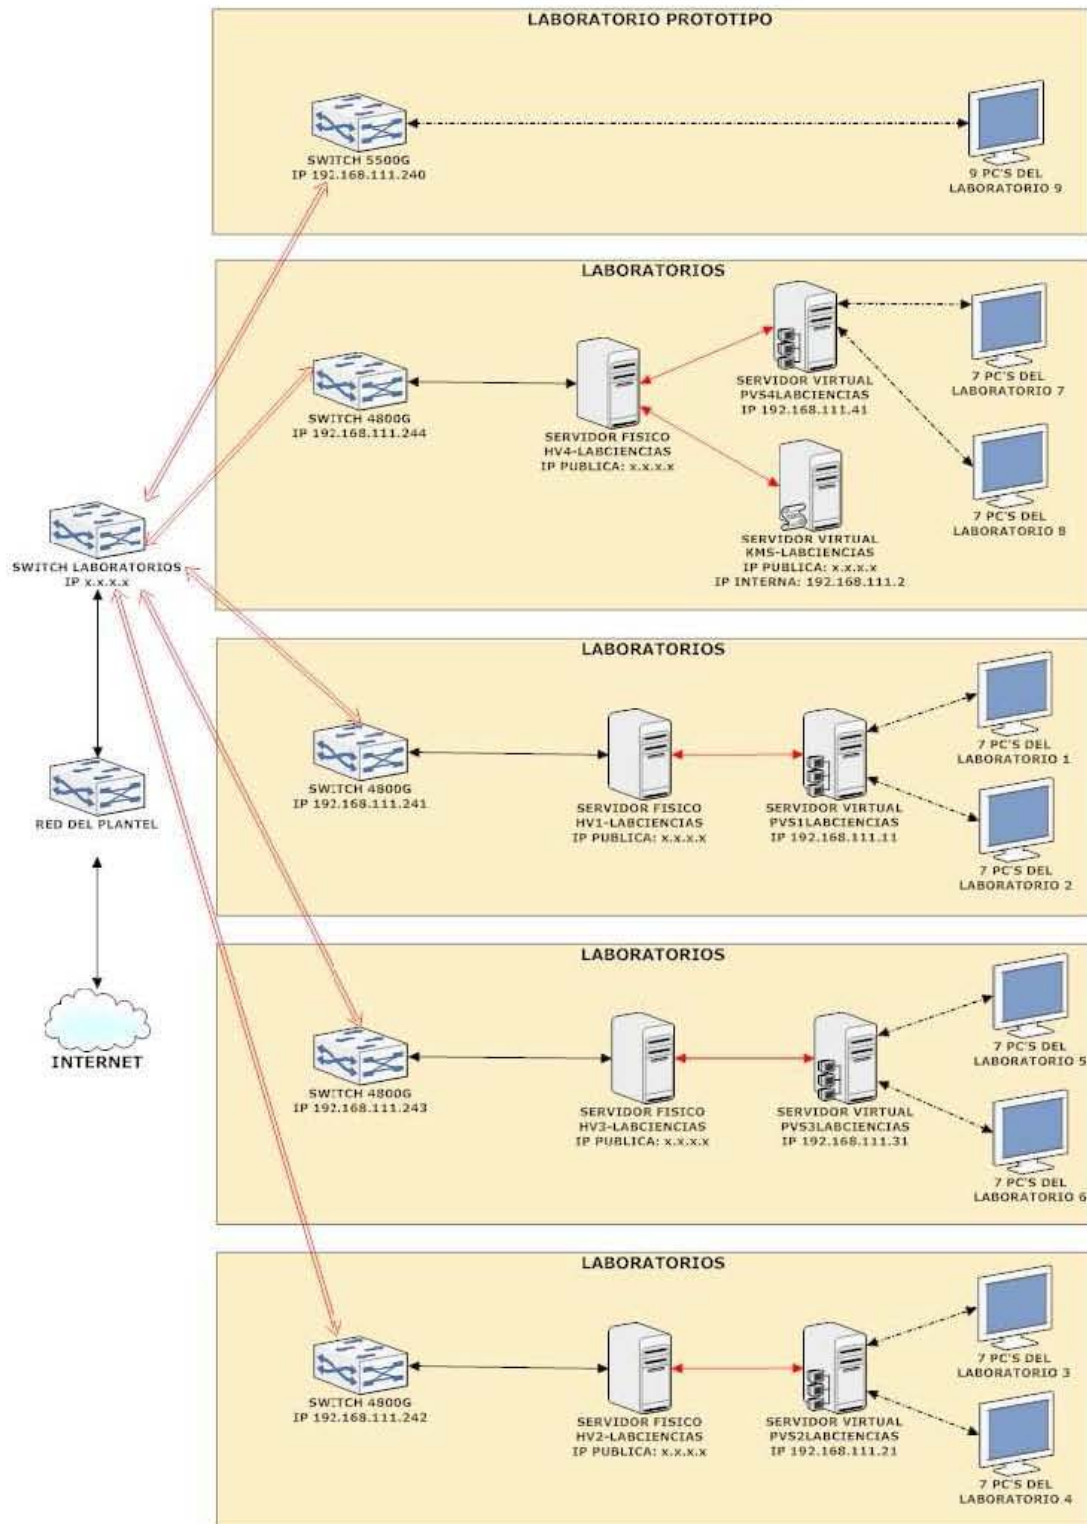 LABORATORIO PROTOTIPO
SWITCH 5500G
IP 192.168.111.240
9 PC'S DEL
LABORATORIO 9
LABORATORIOS
SWITCH 4800G
IP 192.168.111.244
SERVIDOR FISICO
HV4-LABCIENCIAS
IP PUBLICA: x.x.x.x
SERVIDOR VIRTUAL
PVS4LABCIENCIAS
IP 192.168.111.41
7 PC'S DEL
LABORATORIO 7
SERVIDOR VIRTUAL
KMS-LABCIENCIAS
IP PUBLICA: x.x.x.x
IP INTERNA: 192.168.111.2
7 PC'S DEL
LABORATORIO 8
SWITCH LABORATORIOS
IP x.x.x.x
RED DEL PLANTEL
INTERNET
LABORATORIOS
SWITCH 4800G
IP 192.168.111.241
SERVIDOR FISICO
HV1-LABCIENCIAS
IP PUBLICA: x.x.x.x
SERVIDOR VIRTUAL
PVS1LABCIENCIAS
IP 192.168.111.11
7 PC'S DEL
LABORATORIO 1
7 PC'S DEL
LABORATORIO 2
LABORATORIOS
SWITCH 4800G
IP 192.168.111.243
SERVIDOR FISICO
HV3-LABCIENCIAS
IP PUBLICA: x.x.x.x
SERVIDOR VIRTUAL
PVS3LABCIENCIAS
IP 192.168.111.31
7 PC'S DEL
LABORATORIO 5
7 PC'S DEL
LABORATORIO 6
LABORATORIOS
SWITCH 4800G
IP 192.168.111.242
SERVIDOR FISICO
HV2-LABCIENCIAS
IP PUBLICA: x.x.x.x
SERVIDOR VIRTUAL
PVS2LABCIENCIAS
IP 192.168.111.21
7 PC'S DEL
LABORATORIO 3
7 PC'S DEL
LABORATORIO 4